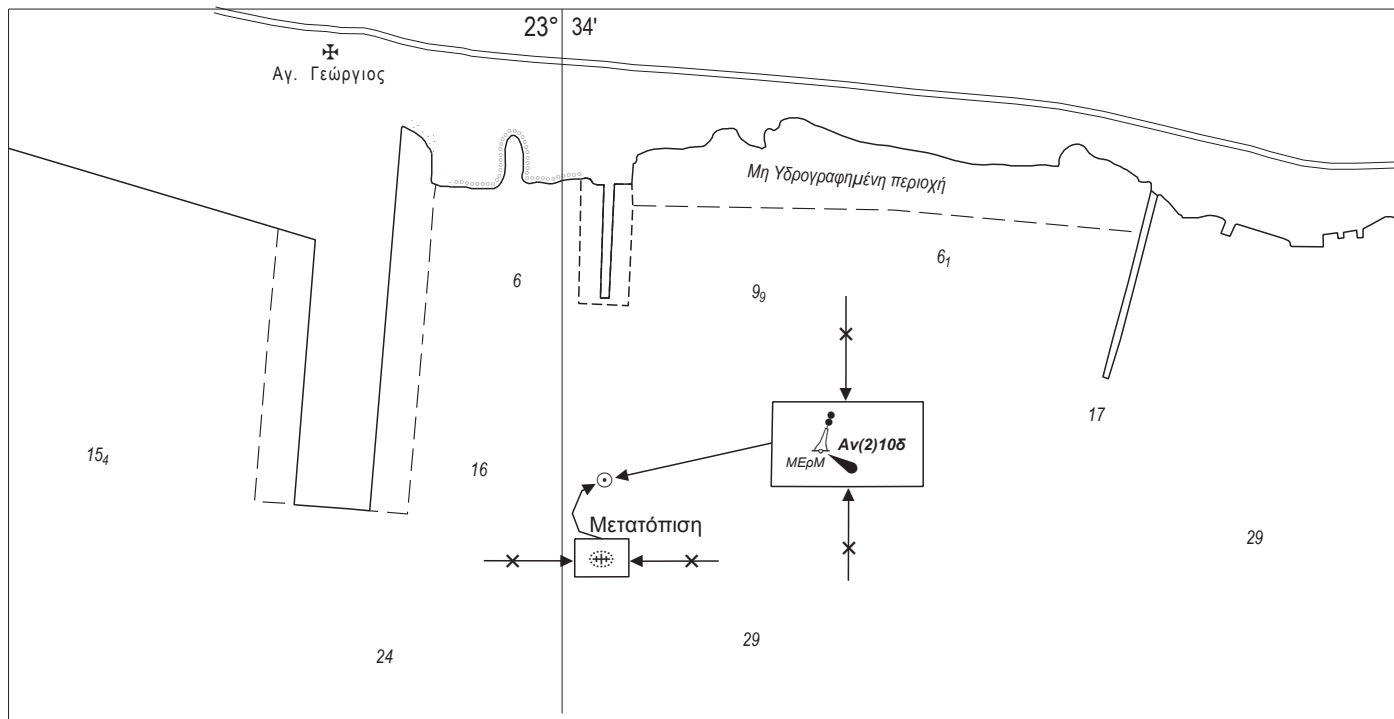 23° 34'
Αγ. Γεώργιος
Μη Υδρογραφημένη περιοχή
6₁
6
9₉
17
Αν(2)10δ
ΜΕρΜ
15₄
16
Μετατόπιση
29
29
24